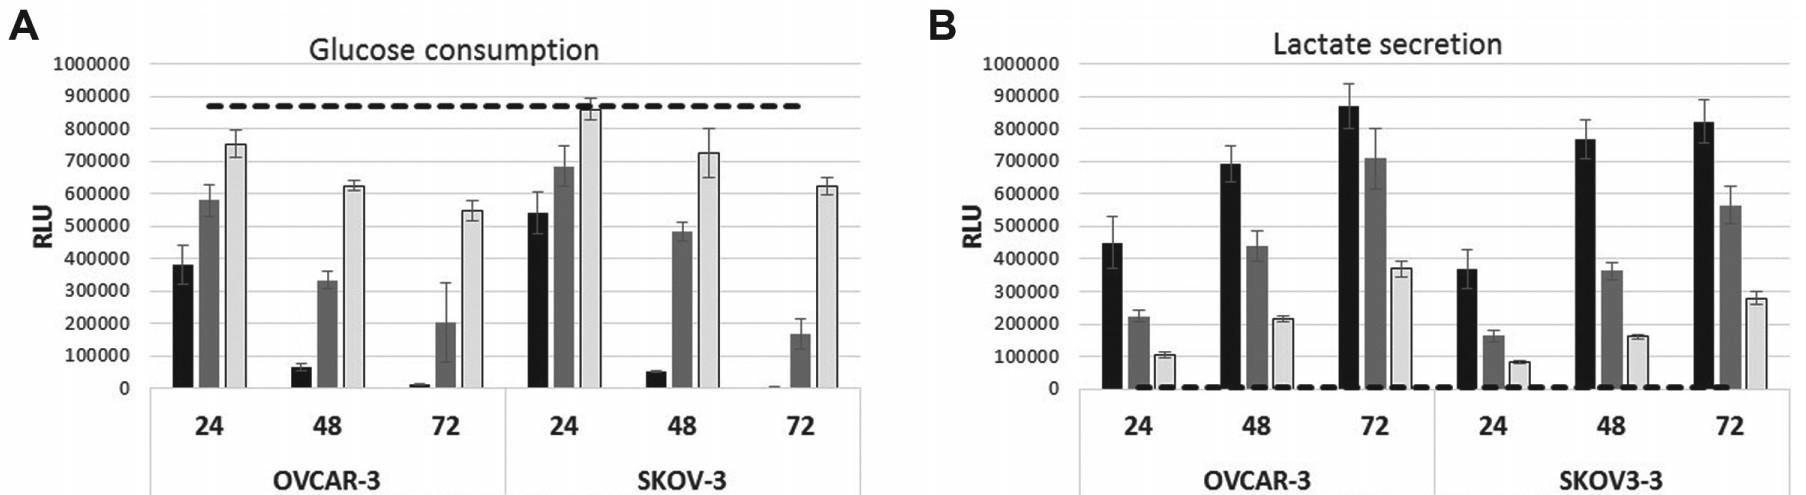 A
Glucose consumption
RLU
1000000
900000
800000
700000
600000
500000
400000
300000
200000
100000
0
24 48 72 24 48 72
OVCAR-3 SKOV-3
B
Lactate secretion
RLU
1000000
900000
800000
700000
600000
500000
400000
300000
200000
100000
0
24 48 72 24 48 72
OVCAR-3 SKOV3-3